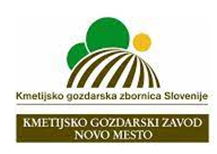 Kmetijsko gozdarska zbornica Slovenije
KMETIJSKO GOZDARSKI ZAVOD
NOVO MESTO